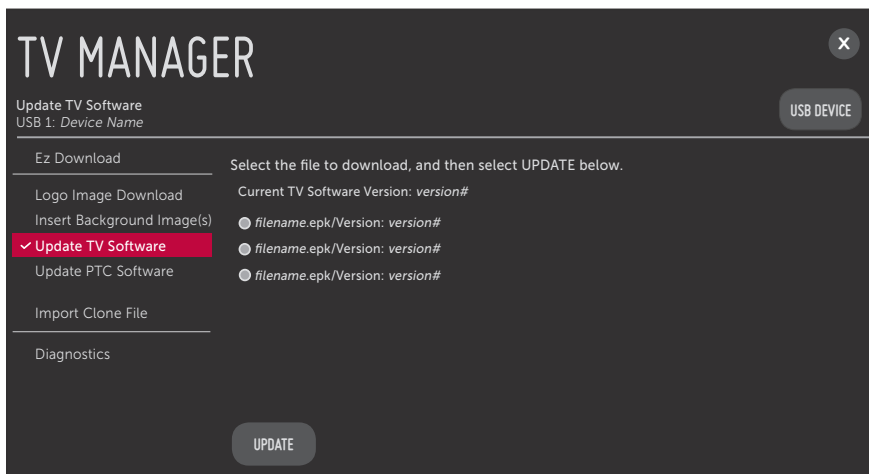 TV MANAGER
X
Update TV Software
USB 1: Device Name
USB DEVICE
Ez Download
Logo Image Download
Insert Background Image(s)
Update TV Software
Update PTC Software
Import Clone File
Diagnostics
Select the file to download, and then select UPDATE below.
Current TV Software Version: version#
filename.epk/Version: version#
filename.epk/Version: version#
filename.epk/Version: version#
UPDATE